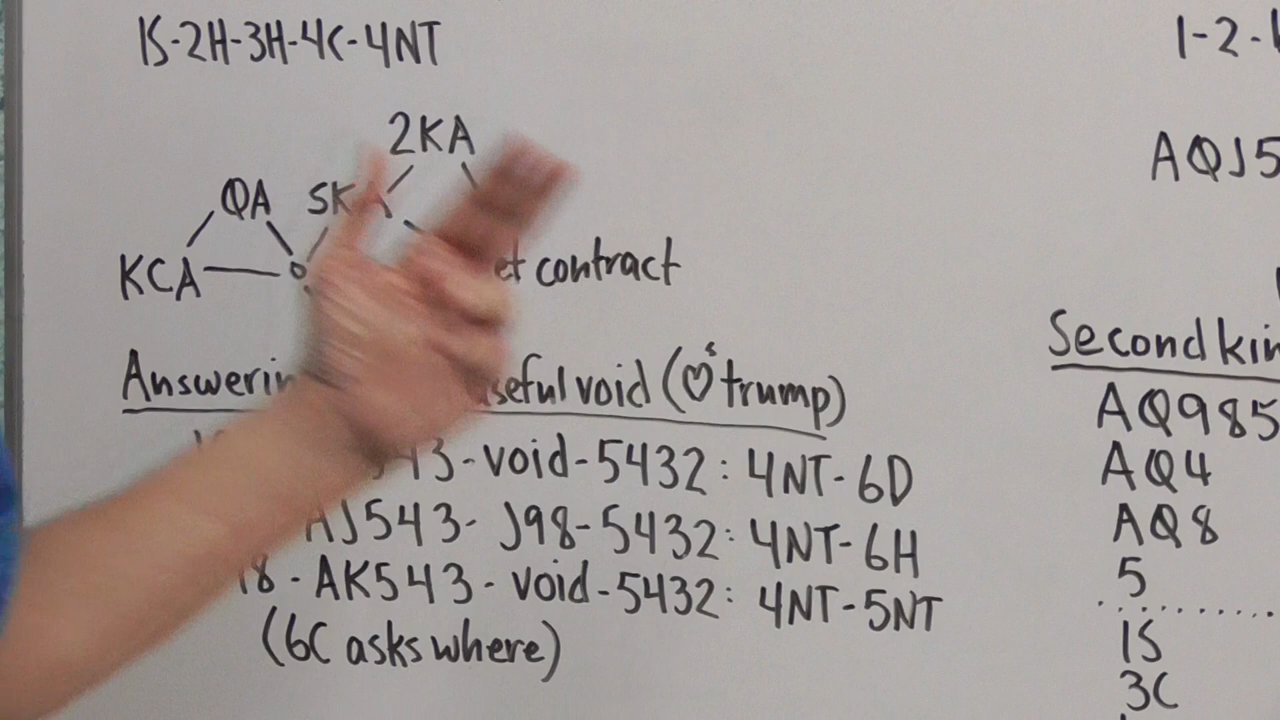 1S-2H-3H-4C-4NT
2KA
QA SK
KCA
et contract
Answerin seful void (♡s trump)
543-void-5432: 4NT-6D
AJ543- J98-5432: 4NT-6H
8-AK543-void-5432: 4NT-5NT
(6C asks where)
1-2-
AQJ5
Second kin
AQ985
AQ4
AQ8
5
1S
3C